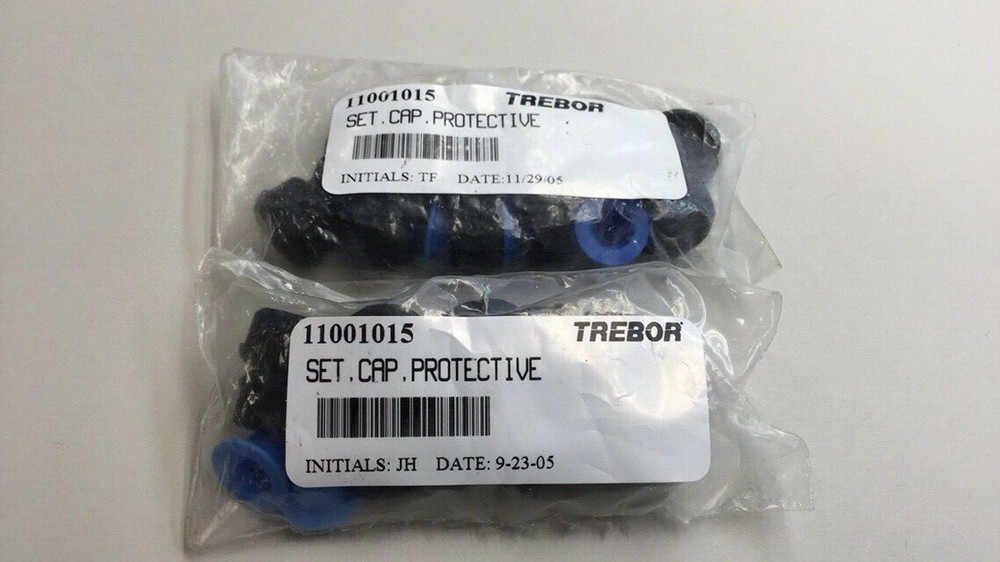 11001015 TREBOR
SET.CAP.PROTECTIVE
INITIALS: TF DATE:11/29/05
11001015 TREBOR
SET.CAP.PROTECTIVE
INITIALS: JH DATE: 9-23-05